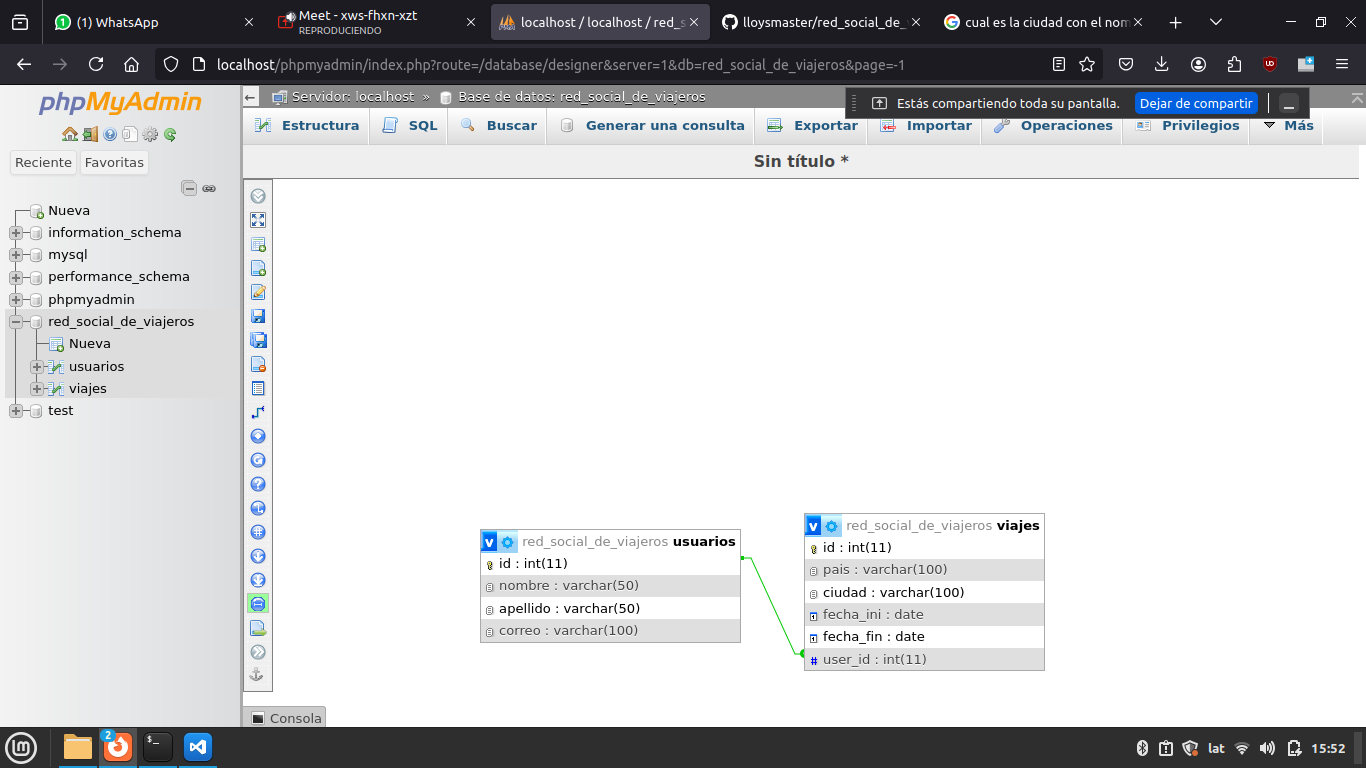 (1) WhatsApp
Meet - xws-fhxn-xzt
REPRODUCIENDO
localhost / localhost / red_s
llosmaster/red_social_de_
cual es la ciudad con el nom
localhost/phpmyadmin/index.php?route=/database/designer&server=1&db=red_social_de_viajeros&page=-1
phpMyAdmin
Reciente Favoritas
Nueva
information_schema
mysql
performance_schema
phpmyadmin
red_social_de_viajeros
Nueva
usuarios
viajes
test
Servidor: localhost » Base de datos: red_social_de_viajeros
Estás compartiendo toda su pantalla. Dejar de compartir
Estructura SQL Buscar Generar una consulta Exportar Importar Operaciones Privilegios Más
Sin título *
v red_social_de_viajeros usuarios
id : int(11)
nombre : varchar(50)
apellido : varchar(50)
correo : varchar(100)
v red_social_de_viajeros viajes
id : int(11)
pais : varchar(100)
ciudad : varchar(100)
fecha_ini : date
fecha_fin : date
# user_id : int(11)
Consola
2
lat 15:52